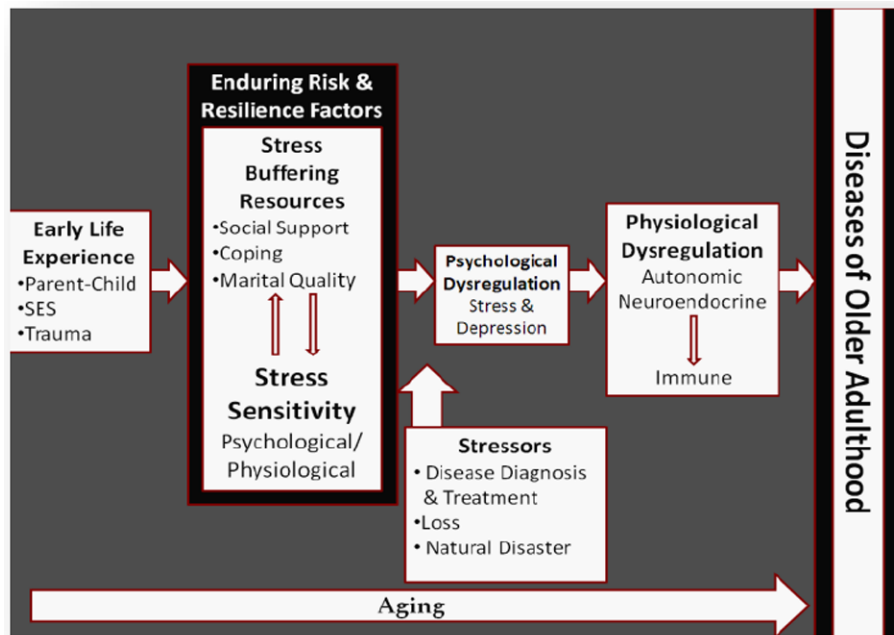 Early Life
Experience
•Parent-Child
•SES
•Trauma
Enduring Risk &
Resilience Factors
Stress
Buffering
Resources
•Social Support
•Coping
•Marital Quality
Stress
Sensitivity
Psychological/
Physiological
Psychological
Dysregulation
Stress &
Depression
Stressors
• Disease Diagnosis
& Treatment
•Loss
• Natural Disaster
Physiological
Dysregulation
Autonomic
Neuroendocrine
Immune
Diseases of Older Adulthood
Aging